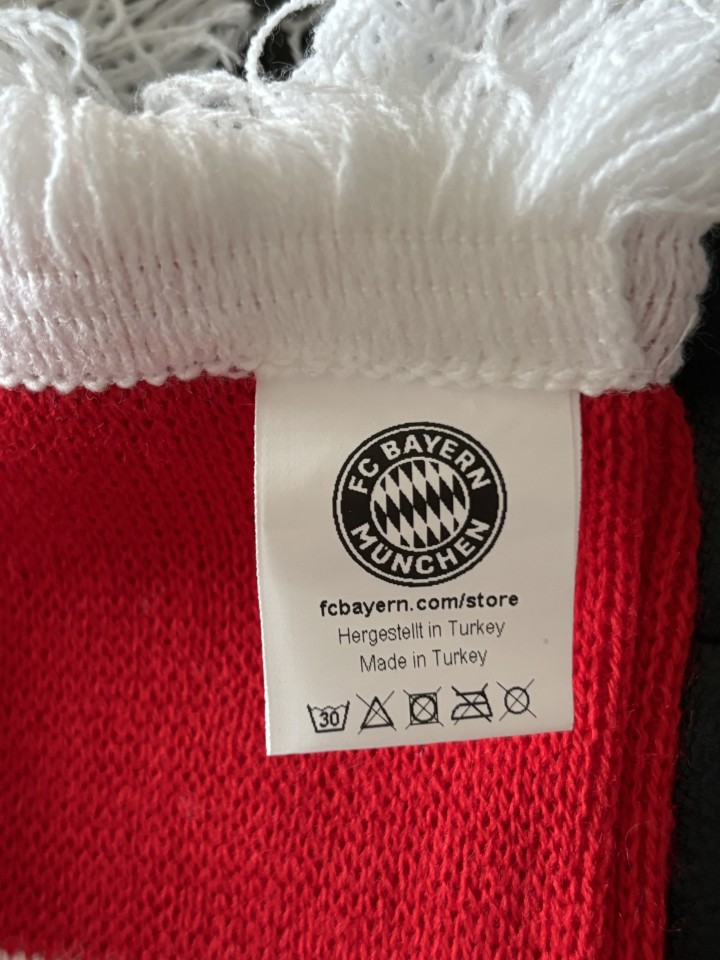 FC BAYERN
MÜNCHEN
fcbayern.com/store
Hergestellt in Turkey
Made in Turkey
30